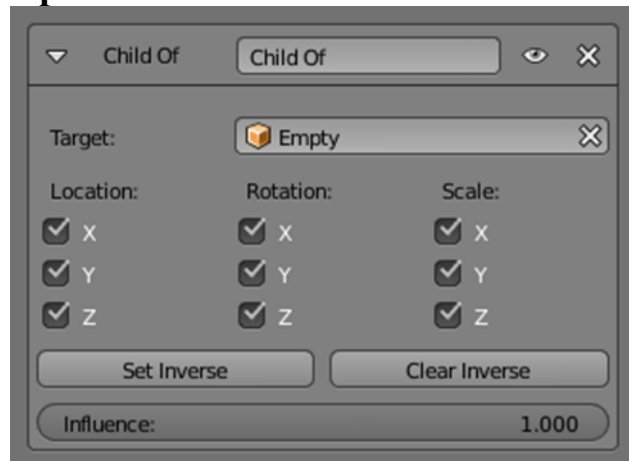 Child Of Child Of
Target: Empty
Location: Rotation: Scale:
X X X
Y Y Y
Z Z Z
Set Inverse Clear Inverse
Influence: 1.000